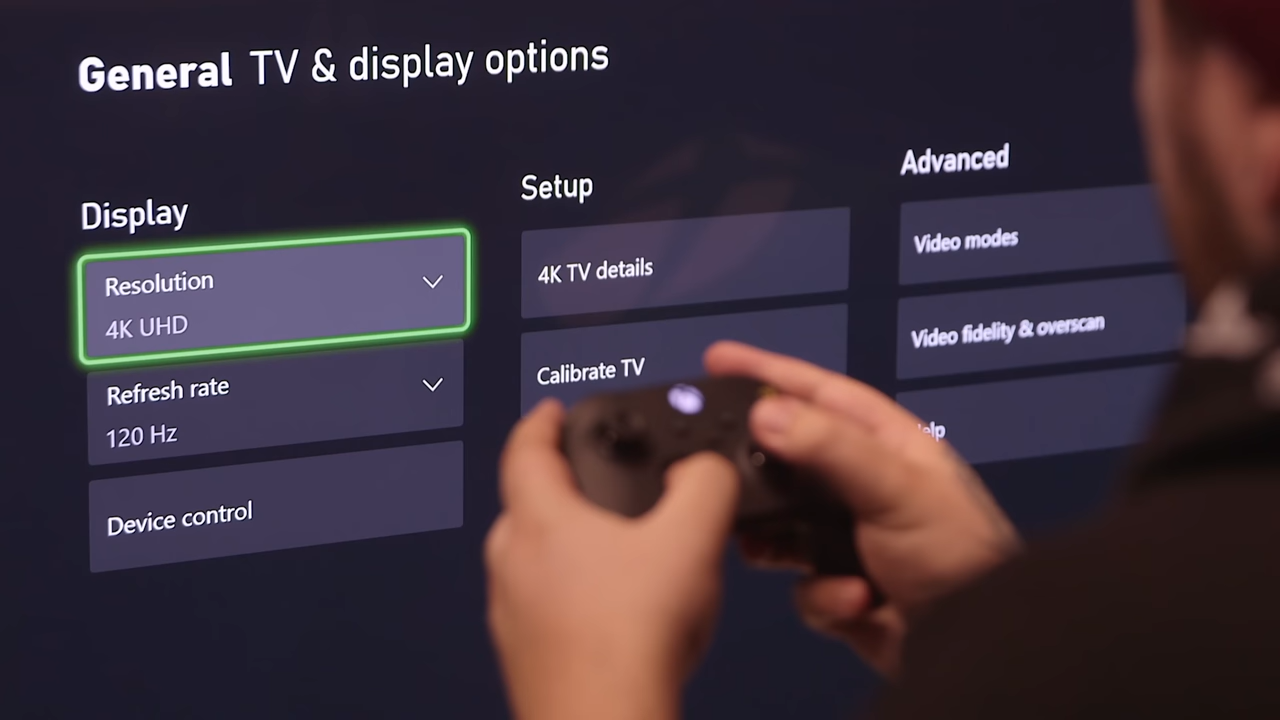 General TV & display options
Display
Resolution
4K UHD
Refresh rate
120 Hz
Device control
Setup
4K TV details
Calibrate TV
Advanced
Video modes
Video fidelity & overscan
elp